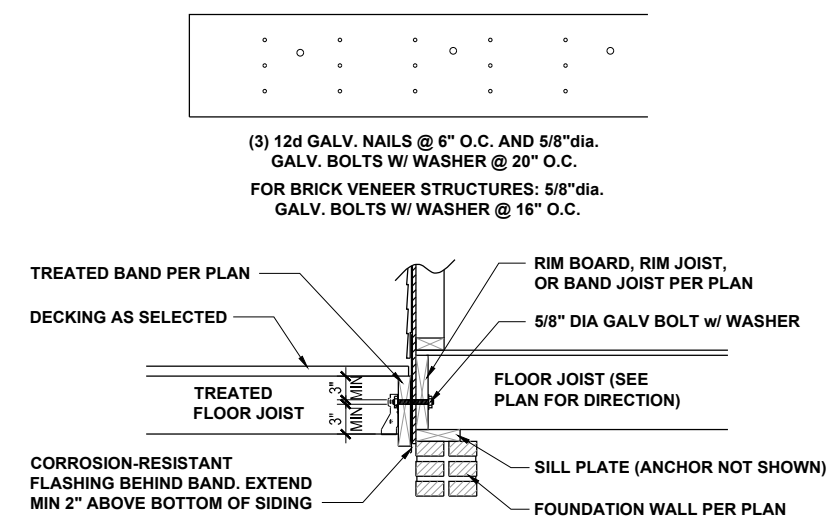 (3) 12d GALV. NAILS @ 6" O.C. AND 5/8"dia.
GALV. BOLTS W/ WASHER @ 20" O.C.
FOR BRICK VENEER STRUCTURES: 5/8"dia.
GALV. BOLTS W/ WASHER @ 16" O.C.
TREATED BAND PER PLAN
RIM BOARD, RIM JOIST,
OR BAND JOIST PER PLAN
DECKING AS SELECTED
5/8" DIA GALV BOLT w/ WASHER
TREATED
FLOOR JOIST
3"
MIN
3"
MIN
FLOOR JOIST (SEE
PLAN FOR DIRECTION)
CORROSION-RESISTANT
FLASHING BEHIND BAND. EXTEND
MIN 2" ABOVE BOTTOM OF SIDING
SILL PLATE (ANCHOR NOT SHOWN)
FOUNDATION WALL PER PLAN